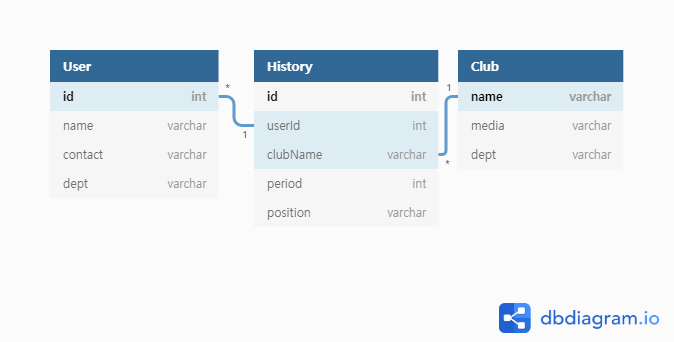 User
id int
name varchar
contact varchar
dept varchar
* 1
History
id int
userId int
clubName varchar
period int
position varchar
1 *
Club
name varchar
media varchar
dept varchar
dbdiagram.io